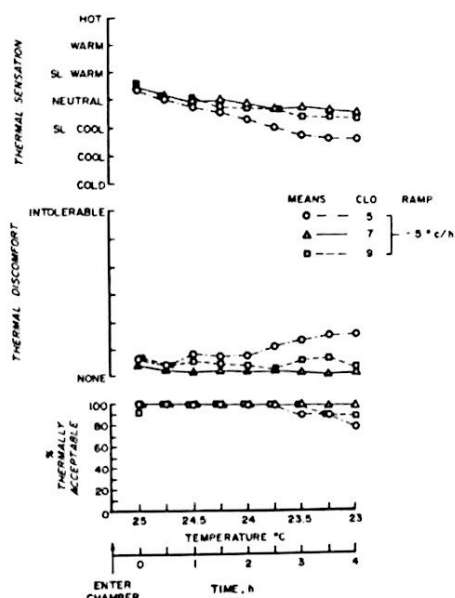 HOT
WARM
SL WARM
NEUTRAL
SL COOL
COOL
COLD
THERMAL SENSATION
MEANS CLO RAMP
5
7 - 5 °C/h
9
INTOLERABLE
NONE
THERMAL DISCOMFORT
100
80
60
40
20
0
% THERMALLY ACCEPTABLE
25 24.5 24 23.5 23
TEMPERATURE °C
0 1 2 3 4
ENTER TIME, h
CHAMBER